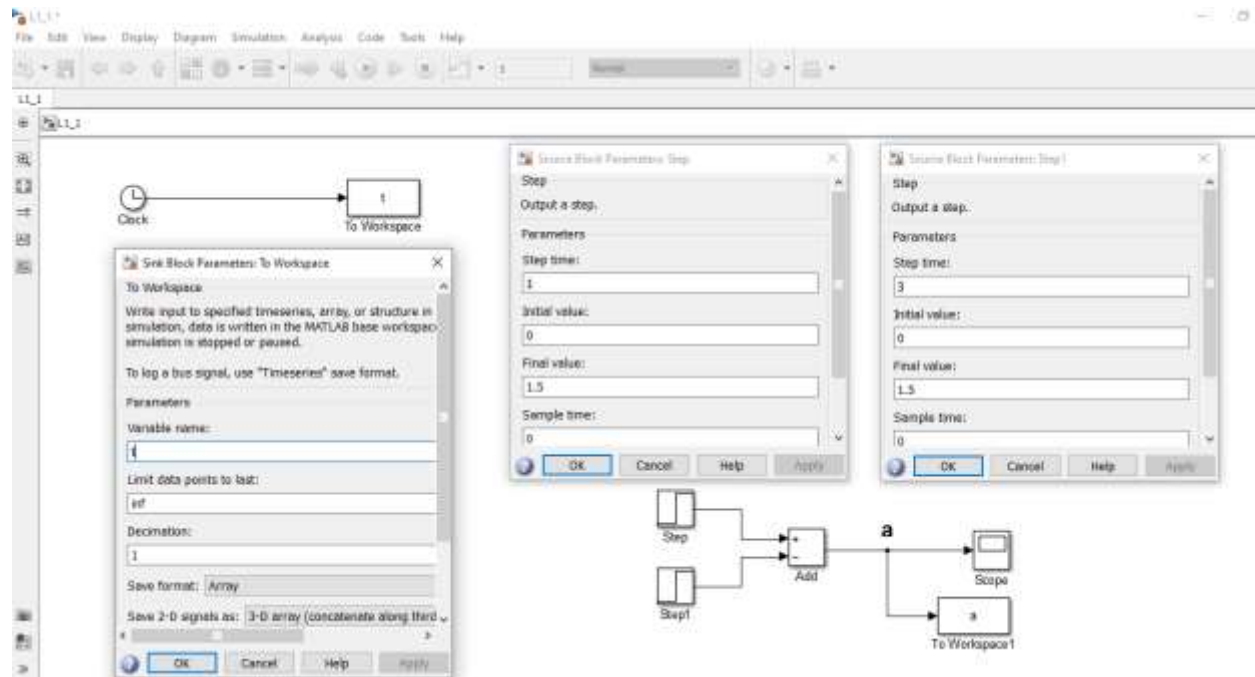 L1_1 *
File Edit View Display Diagram Simulation Analysis Code Tools Help
1 Normal
L1_1
L1_1
Clock
t
To Workspace
Sink Block Parameters: To Workspace
To Workspace
Write input to specified timeseries, array, or structure in
simulation, data is written in the MATLAB base workspac
simulation is stopped or paused.
To log a bus signal, use "Timeseries" save format.
Parameters
Variable name:
t
Limit data points to last:
inf
Decimation:
1
Save format: Array
Save 2-D signals as: 3-D array (concatenate along third
OK Cancel Help Apply
Source Block Parameters: Step
Step
Output a step.
Parameters
Step time:
1
Initial value:
0
Final value:
1.5
Sample time:
0
OK Cancel Help Apply
Source Block Parameters: Step1
Step
Output a step.
Parameters
Step time:
3
Initial value:
0
Final value:
1.5
Sample time:
0
OK Cancel Help Apply
Step
Step1
+
−
Add
a
Scope
a
To Workspace1